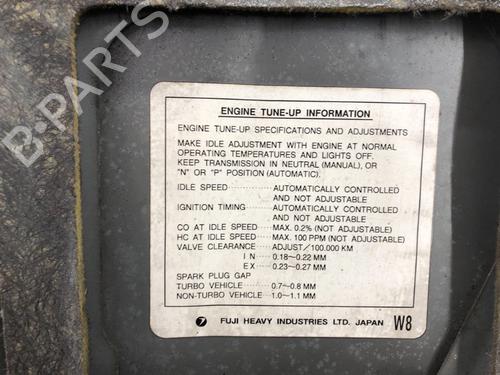 B-PARTS
ENGINE TUNE-UP INFORMATION
ENGINE TUNE-UP SPECIFICATIONS AND ADJUSTMENTS
MAKE IDLE ADJUSTMENT WITH ENGINE AT NORMAL
OPERATING TEMPERATURES AND LIGHTS OFF.
KEEP TRANSMISSION IN NEUTRAL (MANUAL), OR
"N" OR "P" POSITION (AUTOMATIC).
IDLE SPEED ········ AUTOMATICALLY CONTROLLED
AND NOT ADJUSTABLE
IGNITION TIMING ········ AUTOMATICALLY CONTROLLED
AND NOT ADJUSTABLE
CO AT IDLE SPEED ········ MAX. 0.2% (NOT ADJUSTABLE)
HC AT IDLE SPEED ········ MAX. 100 PPM (NOT ADJUSTABLE)
VALVE CLEARANCE ········ ADJUST/100.000 KM
IN ········ 0.18~0.22 MM
EX ········ 0.23~0.27 MM
SPARK PLUG GAP
TURBO VEHICLE ········ 0.7~0.8 MM
NON-TURBO VEHICLE ········ 1.0~1.1 MM
FUJI HEAVY INDUSTRIES LTD. JAPAN W8